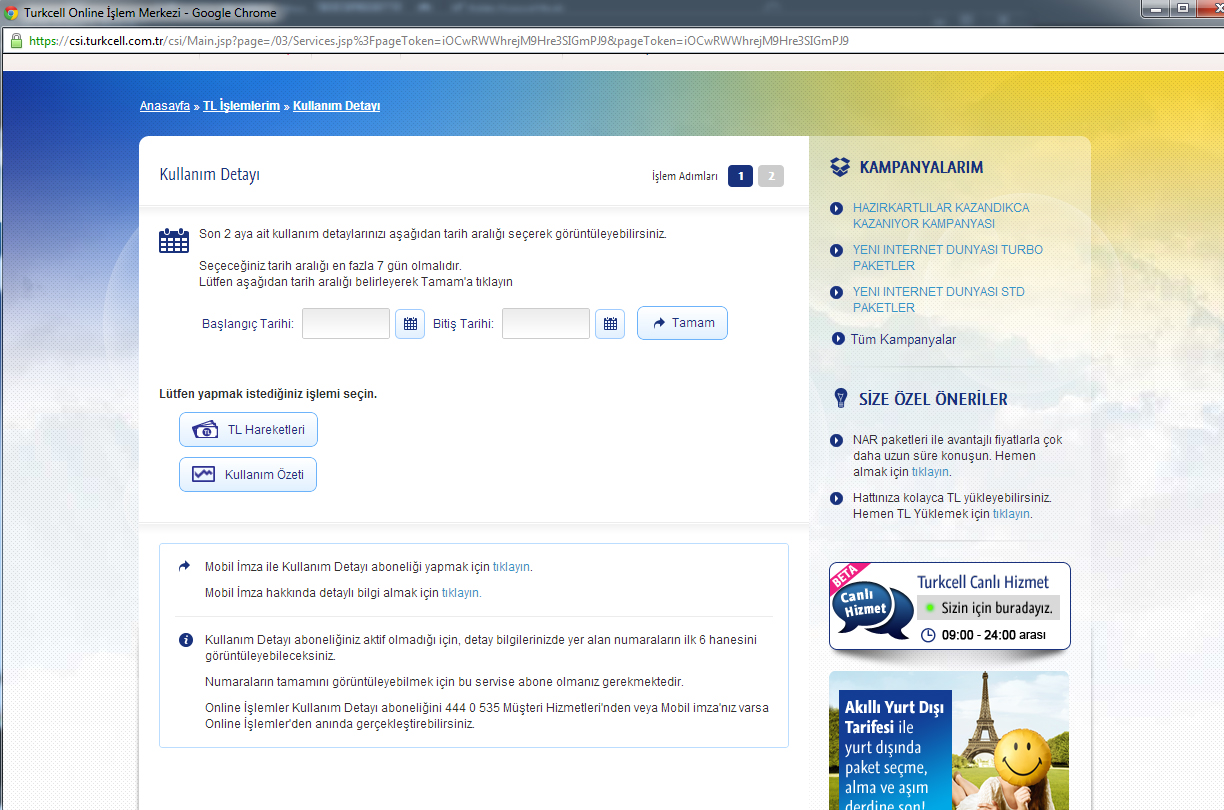 Turkcell Online İşlem Merkezi - Google Chrome
https://csi.turkcell.com.tr/csi/Main.jsp?page=/03/Services.jsp%3FpageToken=iOCwRWWhrejM9Hre3SIGmPJ9&pageToken=iOCwRWWhrejM9Hre3SIGmPJ9
Anasayfa » TL İşlemlerim » Kullanım Detayı
Kullanım Detayı
İşlem Adımları 1 2
Son 2 aya ait kullanım detaylarınızı aşağıdan tarih aralığı seçerek görüntüleyebilirsiniz.
Seçeceğiniz tarih aralığı en fazla 7 gün olmalıdır.
Lütfen aşağıdan tarih aralığı belirleyerek Tamam'a tıklayın
Başlangıç Tarihi: Bitiş Tarihi: Tamam
Lütfen yapmak istediğiniz işlemi seçin.
TL Hareketleri
Kullanım Özeti
Mobil İmza ile Kullanım Detayı aboneliği yapmak için tıklayın.
Mobil İmza hakkında detaylı bilgi almak için tıklayın.
Kullanım Detayı aboneliğiniz aktif olmadığı için, detay bilgilerinizde yer alan numaraların ilk 6 hanesini
görüntüleyebileceksiniz.
Numaraların tamamını görüntüleyebilmek için bu servise abone olmanız gerekmektedir.
Online İşlemler Kullanım Detayı aboneliğini 444 0 535 Müşteri Hizmetleri'nden veya Mobil imza'nız varsa
Online İşlemler'den anında gerçekleştirebilirsiniz.
KAMPANYALARIM
HAZIRKARTLILAR KAZANDIKCA
KAZANIYOR KAMPANYASI
YENI INTERNET DUNYASI TURBO
PAKETLER
YENI INTERNET DUNYASI STD
PAKETLER
Tüm Kampanyalar
SİZE ÖZEL ÖNERİLER
NAR paketleri ile avantajlı fiyatlarla çok
daha uzun süre konuşun. Hemen
almak için tıklayın.
Hattınıza kolayca TL yükleyebilirsiniz.
Hemen TL Yüklemek için tıklayın.
BETA
Canlı
Hizmet
Turkcell Canlı Hizmet
Sizin için buradayız.
09:00 - 24:00 arası
Akıllı Yurt Dışı
Tarifesi ile
yurt dışında
paket seçme,
alma ve aşım
derdine son!